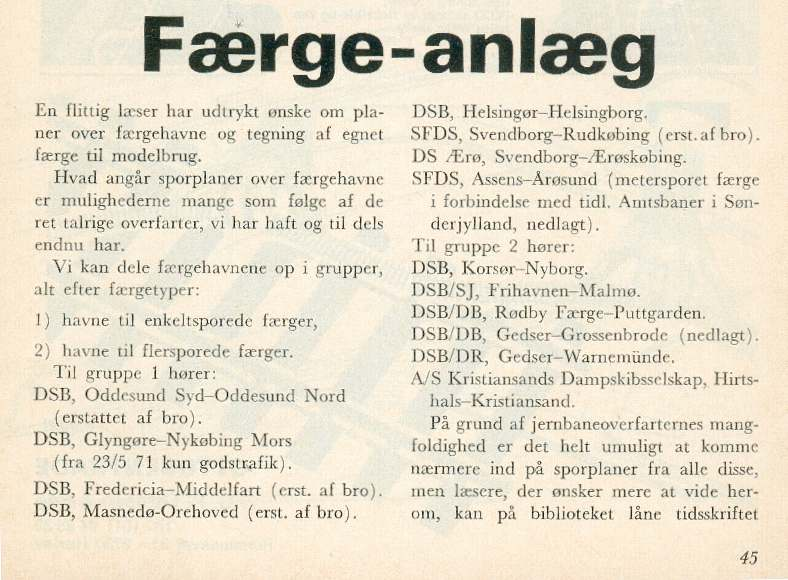 Færge-anlæg
En flittig læser har udtrykt ønske om pla-
ner over færgehavne og tegning af egnet
færge til modelbrug.
Hvad angår sporplaner over færgehavne
er mulighederne mange som følge af de
ret talrige overfarter, vi har haft og til dels
endnu har.
Vi kan dele færgehavnene op i grupper,
alt efter færgetyper:
1) havne til enkeltsporede færger,
2) havne til flersporede færger.
Til gruppe 1 hører:
DSB, Oddesund Syd–Oddesund Nord
(erstattet af bro).
DSB, Glyngøre–Nykøbing Mors
(fra 23/5 71 kun godstrafik).
DSB, Fredericia–Middelfart (erst. af bro).
DSB, Masnedø-Orehoved (erst. af bro).
DSB, Helsingør–Helsingborg.
SFDS, Svendborg–Rudkøbing (erst. af bro).
DS Ærø, Svendborg–Ærøskøbing.
SFDS, Assens–Årøsund (metersporet færge
i forbindelse med tidl. Amtsbaner i Søn-
derjylland, nedlagt).
Til gruppe 2 hører:
DSB, Korsør–Nyborg.
DSB/SJ, Frihavnen–Malmø.
DSB/DB, Rødby Færge–Puttgarden.
DSB/DB, Gedser–Grossenbrode (nedlagt).
DSB/DR, Gedser–Warnemünde.
A/S Kristiansands Dampskibsselskap, Hirts-
hals–Kristiansand.
På grund af jernbaneoverfarternes mang-
foldighed er det helt umuligt at komme
nærmere ind på sporplaner fra alle disse,
men læsere, der ønsker mere at vide her-
om, kan på biblioteket låne tidsskriftet
45